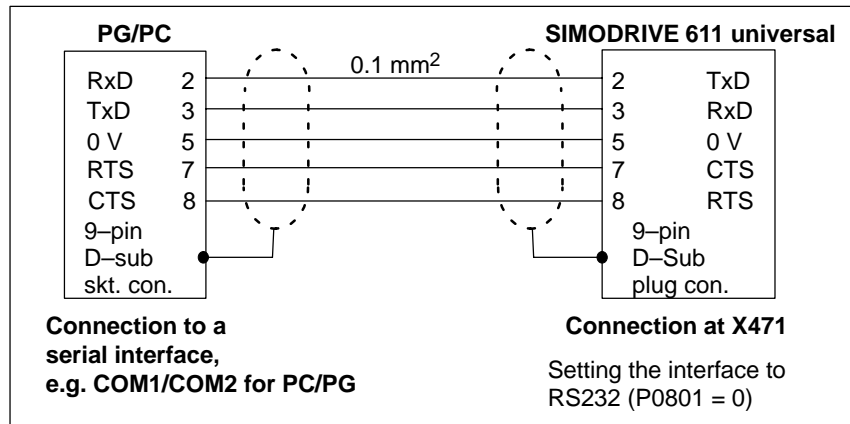 PG/PC
SIMODRIVE 611 universal
0.1 mm²
RxD 2
2 TxD
TxD 3
3 RxD
0 V 5
5 0 V
RTS 7
7 CTS
CTS 8
8 RTS
9–pin
D–sub
skt. con.
9–pin
D–Sub
plug con.
Connection to a
serial interface,
e.g. COM1/COM2 for PC/PG
Connection at X471
Setting the interface to
RS232 (P0801 = 0)